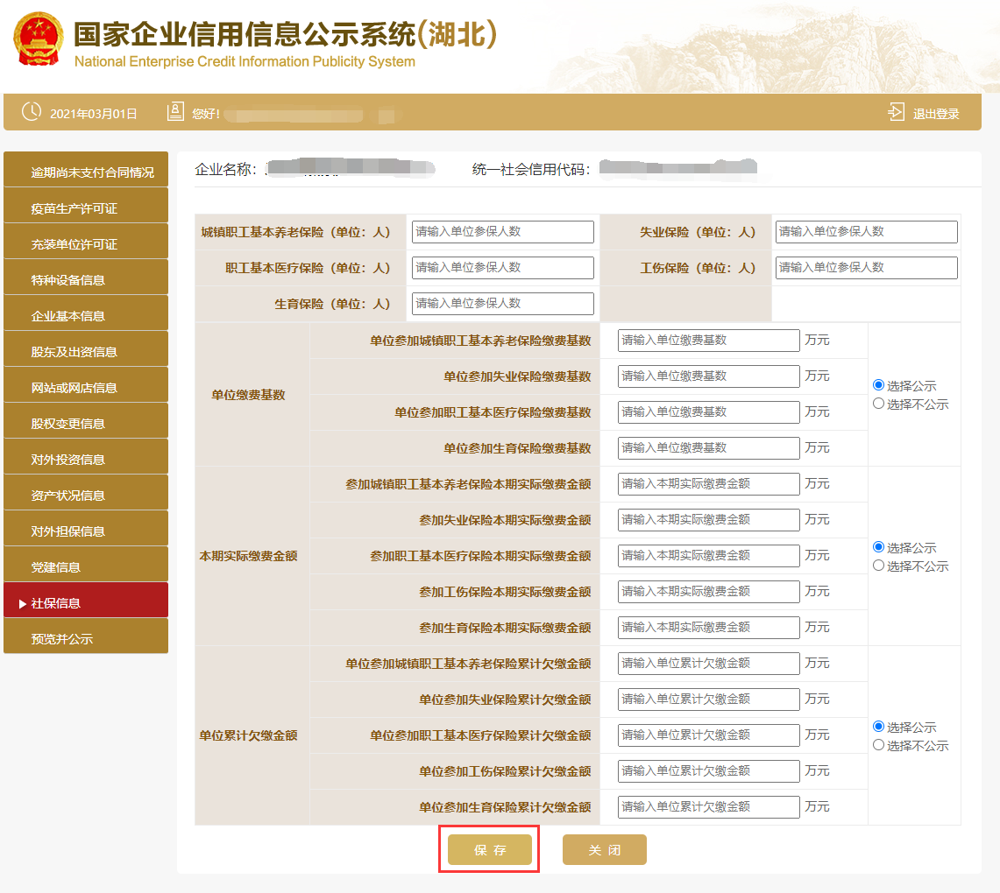 国家企业信用信息公示系统(湖北)
National Enterprise Credit Information Publicity System
2021年03月01日 您好! 退出登录
逾期尚未支付合同情况
疫苗生产许可证
充装单位许可证
特种设备信息
企业基本信息
股东及出资信息
网站或网店信息
股权变更信息
对外投资信息
资产状况信息
对外担保信息
党建信息
社保信息
预览并公示
企业名称: 统一社会信用代码:
城镇职工基本养老保险（单位：人） 请输入单位参保人数 失业保险（单位：人） 请输入单位参保人数
职工基本医疗保险（单位：人） 请输入单位参保人数 工伤保险（单位：人） 请输入单位参保人数
生育保险（单位：人） 请输入单位参保人数
单位缴费基数
单位参加城镇职工基本养老保险缴费基数 请输入单位缴费基数 万元
单位参加失业保险缴费基数 请输入单位缴费基数 万元
单位参加职工基本医疗保险缴费基数 请输入单位缴费基数 万元
单位参加生育保险缴费基数 请输入单位缴费基数 万元
选择公示
选择不公示
本期实际缴费金额
参加城镇职工基本养老保险本期实际缴费金额 请输入本期实际缴费金额 万元
参加失业保险本期实际缴费金额 请输入本期实际缴费金额 万元
参加职工基本医疗保险本期实际缴费金额 请输入本期实际缴费金额 万元
参加工伤保险本期实际缴费金额 请输入本期实际缴费金额 万元
参加生育保险本期实际缴费金额 请输入本期实际缴费金额 万元
选择公示
选择不公示
单位累计欠缴金额
单位参加城镇职工基本养老保险累计欠缴金额 请输入单位累计欠缴金额 万元
单位参加失业保险累计欠缴金额 请输入单位累计欠缴金额 万元
单位参加职工基本医疗保险累计欠缴金额 请输入单位累计欠缴金额 万元
单位参加工伤保险累计欠缴金额 请输入单位累计欠缴金额 万元
单位参加生育保险累计欠缴金额 请输入单位累计欠缴金额 万元
选择公示
选择不公示
保 存 关 闭